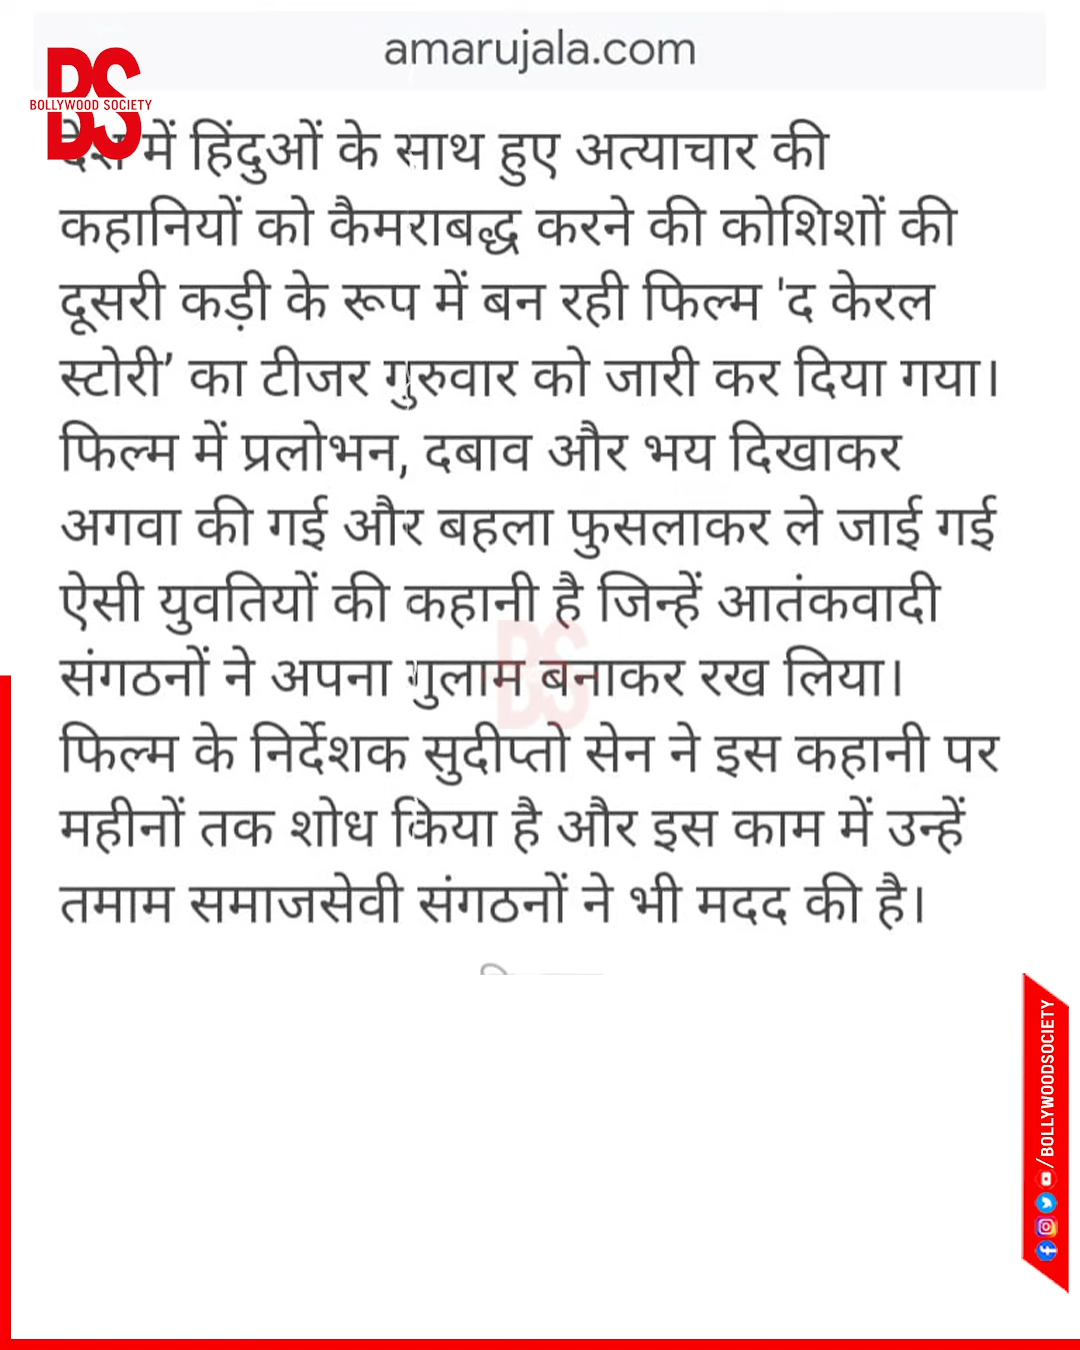 amarujala.com
BOLLYWOOD SOCIETY
देश में हिंदुओं के साथ हुए अत्याचार की
कहानियों को कैमराबद्ध करने की कोशिशों की
दूसरी कड़ी के रूप में बन रही फिल्म 'द केरल
स्टोरी’ का टीजर गुरुवार को जारी कर दिया गया।
फिल्म में प्रलोभन, दबाव और भय दिखाकर
अगवा की गई और बहला फुसलाकर ले जाई गई
ऐसी युवतियों की कहानी है जिन्हें आतंकवादी
संगठनों ने अपना गुलाम बनाकर रख लिया।
फिल्म के निर्देशक सुदीप्तो सेन ने इस कहानी पर
महीनों तक शोध किया है और इस काम में उन्हें
तमाम समाजसेवी संगठनों ने भी मदद की है।
/BOLLYWOODSOCIETY